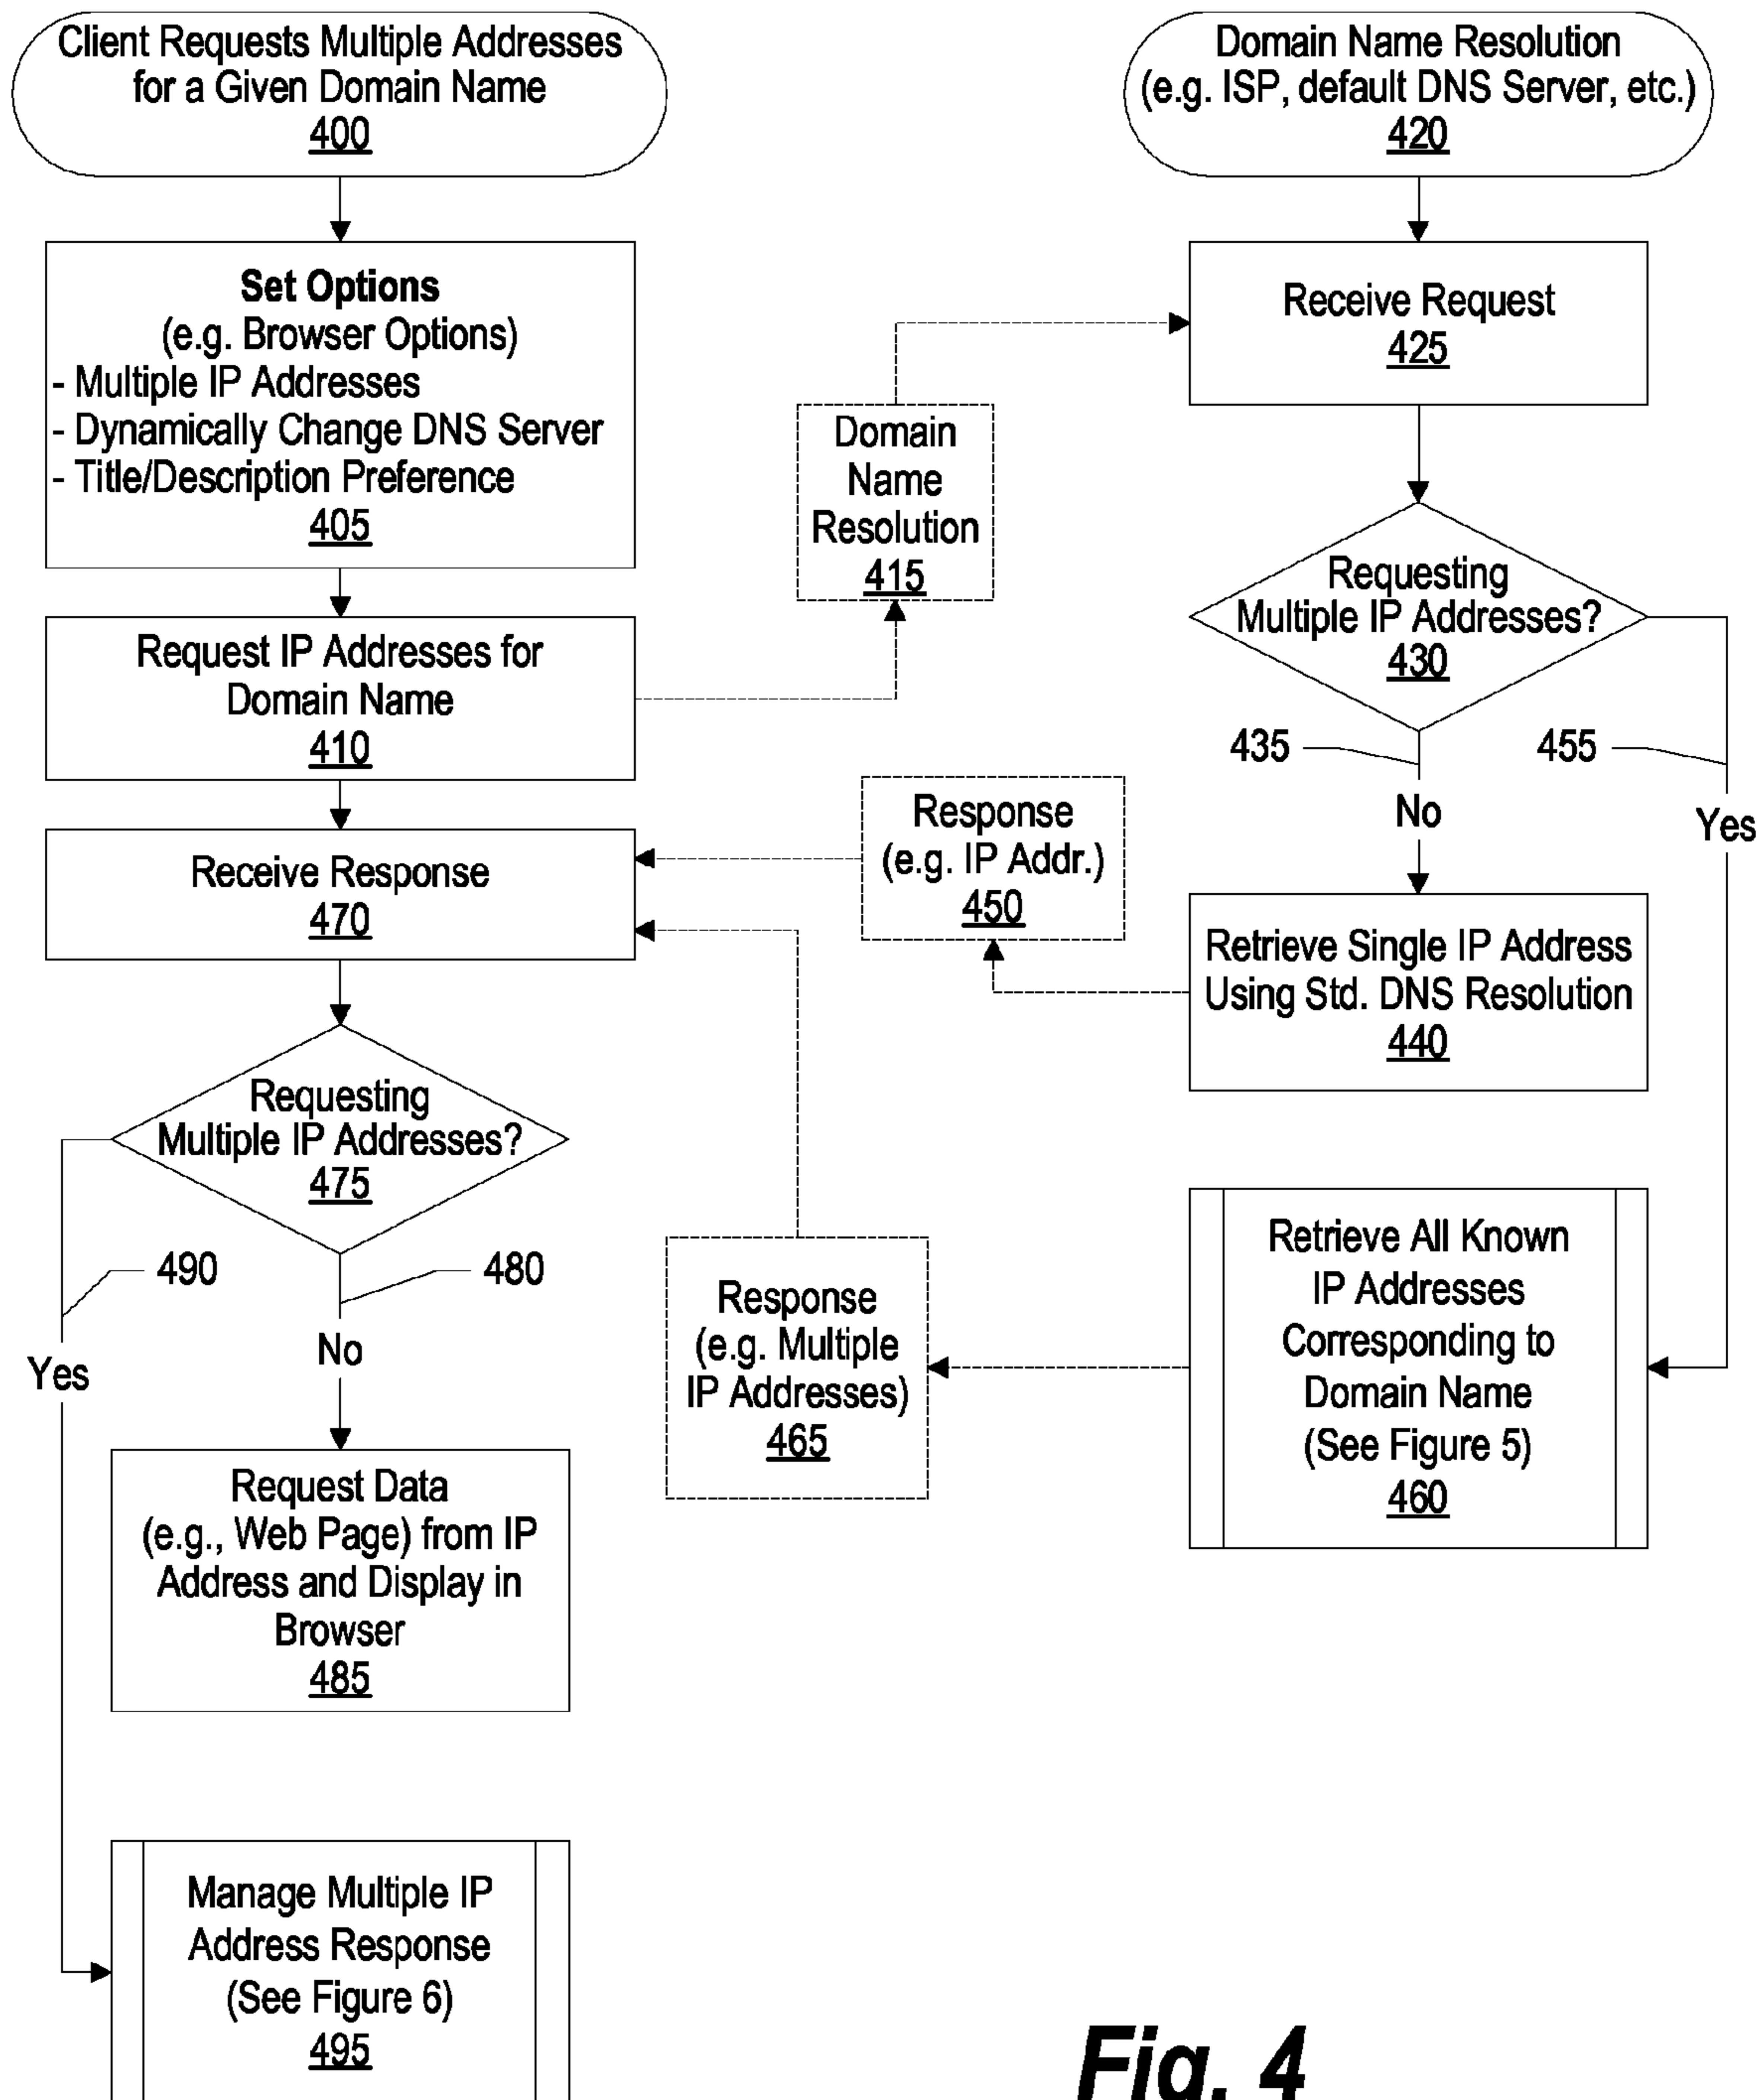 Client Requests Multiple Addresses
for a Given Domain Name
400
Set Options
(e.g. Browser Options)
- Multiple IP Addresses
- Dynamically Change DNS Server
- Title/Description Preference
405
Request IP Addresses for
Domain Name
410
Receive Response
470
Requesting
Multiple IP Addresses?
475
490
480
Yes
No
Request Data
(e.g., Web Page) from IP
Address and Display in
Browser
485
Manage Multiple IP
Address Response
(See Figure 6)
495
Domain
Name
Resolution
415
Response
(e.g. IP Addr.)
450
Response
(e.g. Multiple
IP Addresses)
465
Domain Name Resolution
(e.g. ISP, default DNS Server, etc.)
420
Receive Request
425
Requesting
Multiple IP Addresses?
430
435
455
No
Yes
Retrieve Single IP Address
Using Std. DNS Resolution
440
Retrieve All Known
IP Addresses
Corresponding to
Domain Name
(See Figure 5)
460
Fig. 4